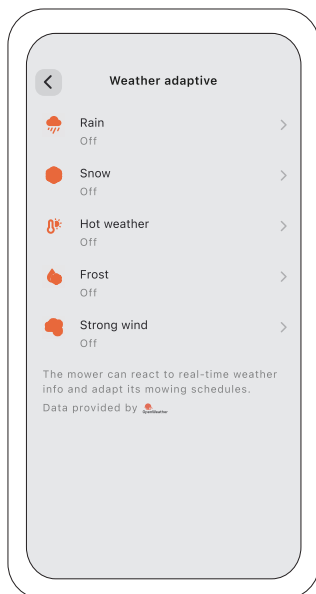 Weather adaptive
Rain
Off
Snow
Off
Hot weather
Off
Frost
Off
Strong wind
Off
The mower can react to real-time weather
info and adapt its mowing schedules.
Data provided by OpenWeather